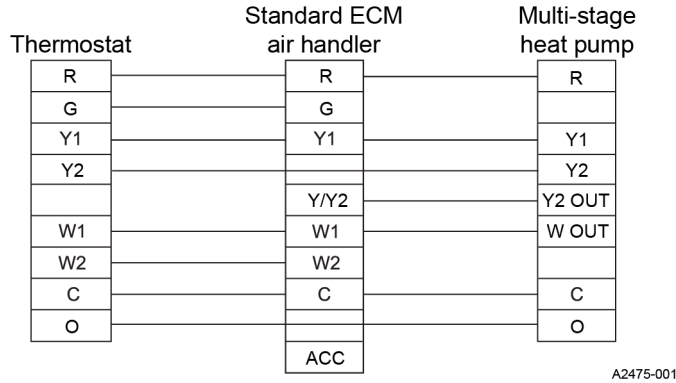 Standard ECM
air handler
Multi-stage
heat pump
Thermostat
R R R
G G
Y1 Y1 Y1
Y2 Y2
Y/Y2 Y2 OUT
W1 W1 W OUT
W2 W2
C C C
O O
ACC
A2475-001